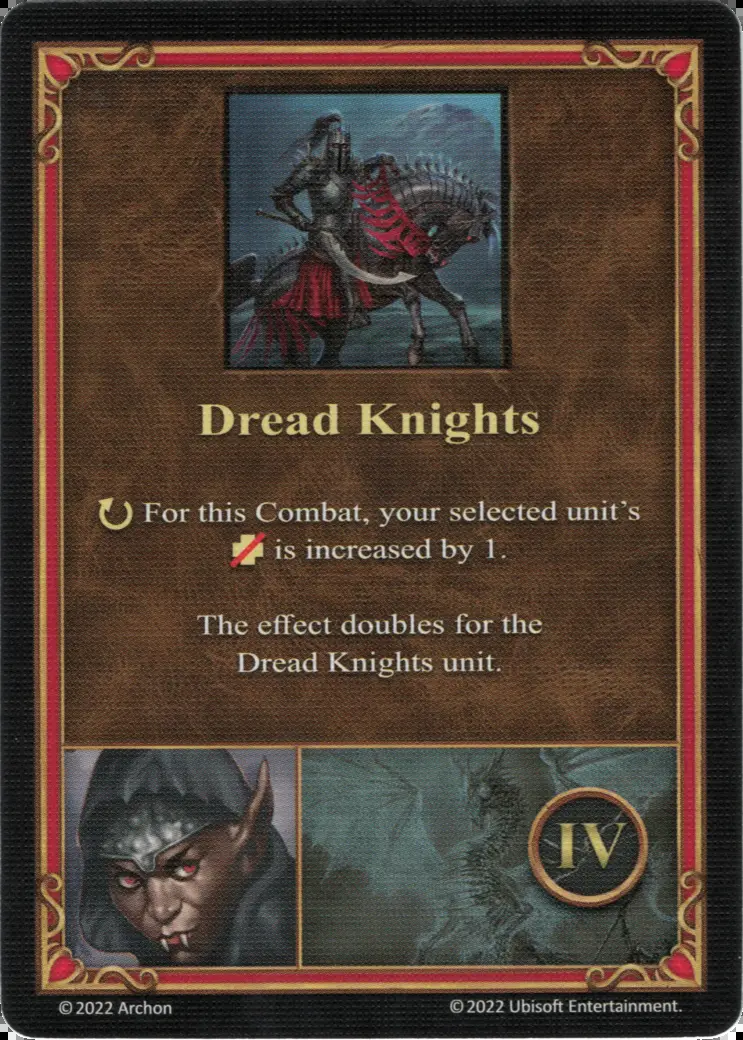 Dread Knights
For this Combat, your selected unit's
is increased by 1.
The effect doubles for the
Dread Knights unit.
IV
©2022 Archon
©2022 Ubisoft Entertainment.